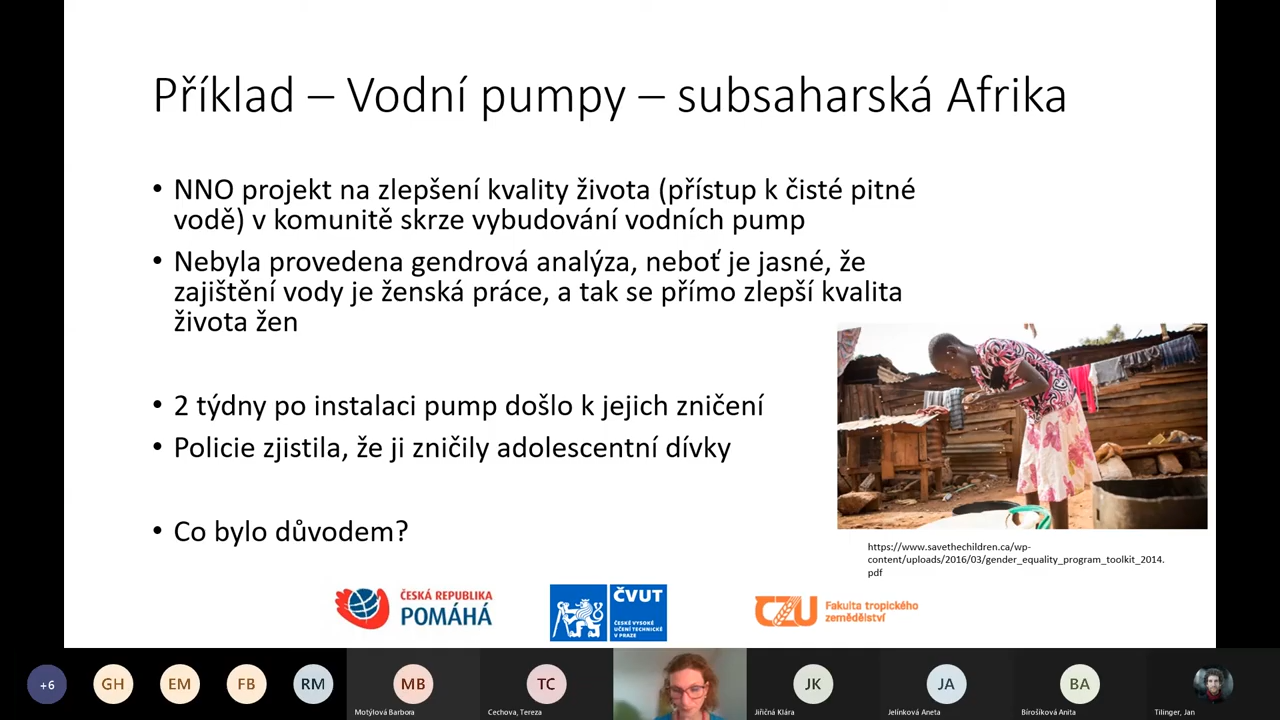 Příklad – Vodní pumpy – subsaharská Afrika
• NNO projekt na zlepšení kvality života (přístup k čisté pitné
vodě) v komunitě skrze vybudování vodních pump
• Nebyla provedena gendrová analýza, neboť je jasné, že
zajištění vody je ženská práce, a tak se přímo zlepší kvalita
života žen
• 2 týdny po instalaci pump došlo k jejich zničení
• Policie zjistila, že ji zničily adolescentní dívky
• Co bylo důvodem?
https://www.savethechildren.ca/wp-
content/uploads/2016/03/gender_equality_program_toolkit_2014.
pdf
ČESKÁ REPUBLIKA
POMÁHÁ
ČVUT
ČESKÉ VYSOKÉ
UČENÍ TECHNICKÉ
V PRAZE
CZU
Fakulta tropického
zemědělství
+6
GH
EM
FB
RM
MB
Motýlová Barbora
TC
Cechova, Tereza
JK
Jiřičná Klára
JA
Jelínková Aneta
BA
Birošíková Anita
Tilinger, Jan